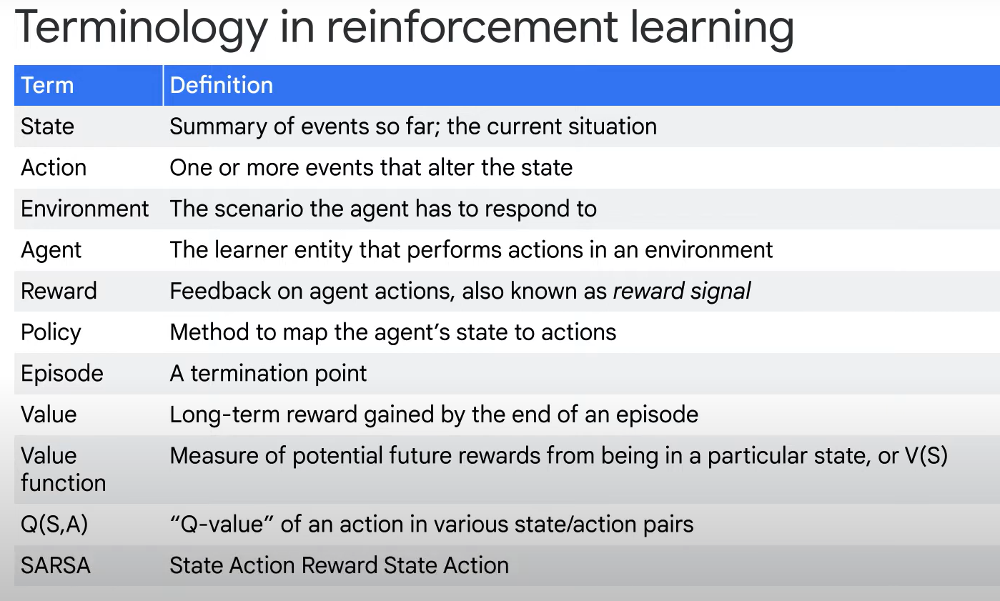 Terminology in reinforcement learning
Term Definition
State Summary of events so far; the current situation
Action One or more events that alter the state
Environment The scenario the agent has to respond to
Agent The learner entity that performs actions in an environment
Reward Feedback on agent actions, also known as reward signal
Policy Method to map the agent’s state to actions
Episode A termination point
Value Long-term reward gained by the end of an episode
Value Measure of potential future rewards from being in a particular state, or V(S)
function
Q(S,A) “Q-value” of an action in various state/action pairs
SARSA State Action Reward State Action